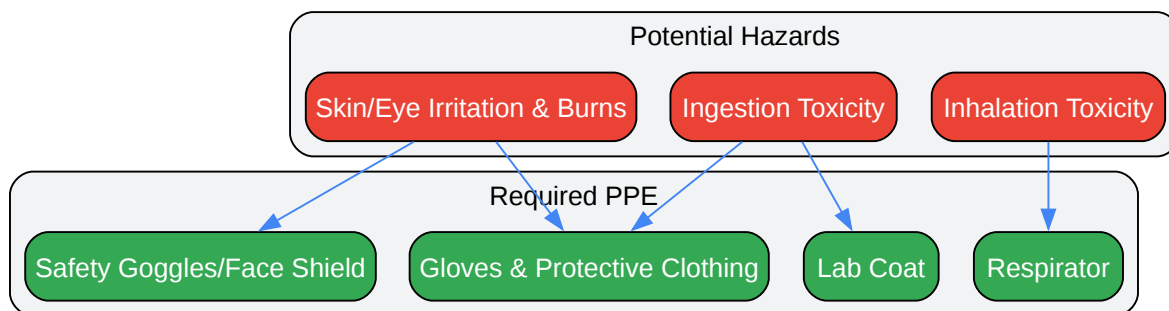 Potential Hazards
Skin/Eye Irritation & Burns
Ingestion Toxicity
Inhalation Toxicity
Required PPE
Safety Goggles/Face Shield
Gloves & Protective Clothing
Lab Coat
Respirator